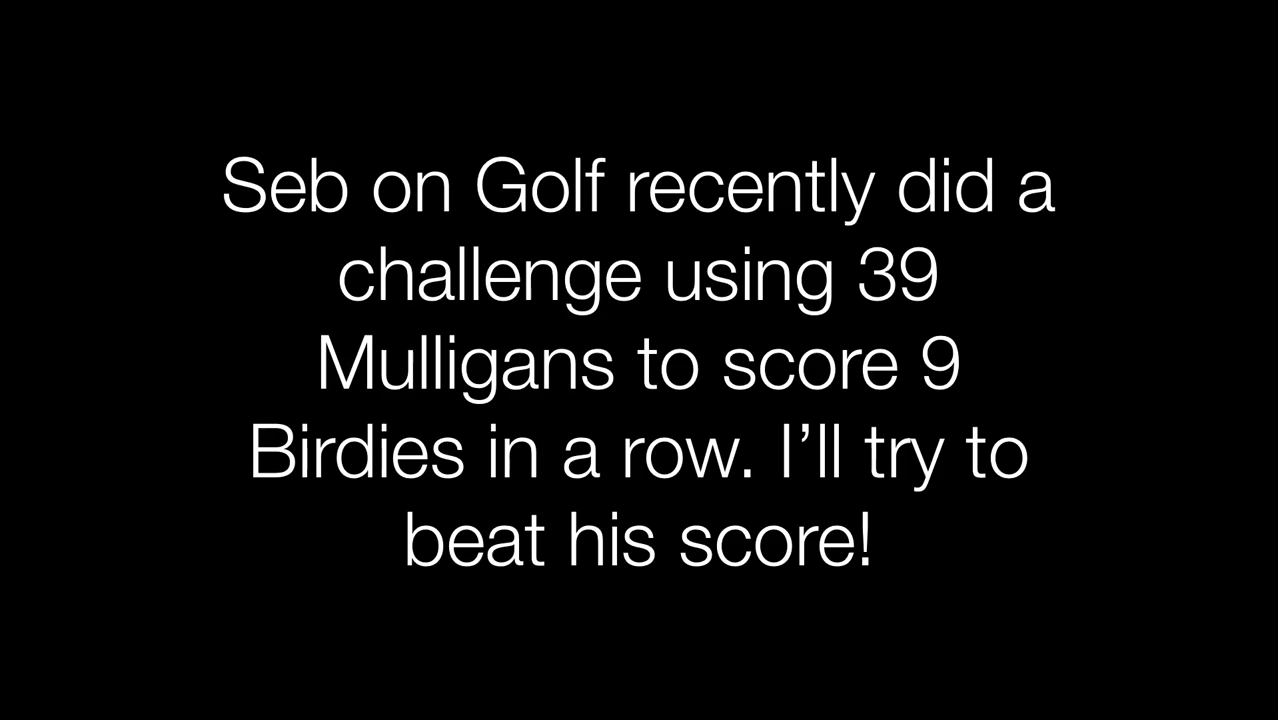 Seb on Golf recently did a
challenge using 39
Mulligans to score 9
Birdies in a row. I’ll try to
beat his score!